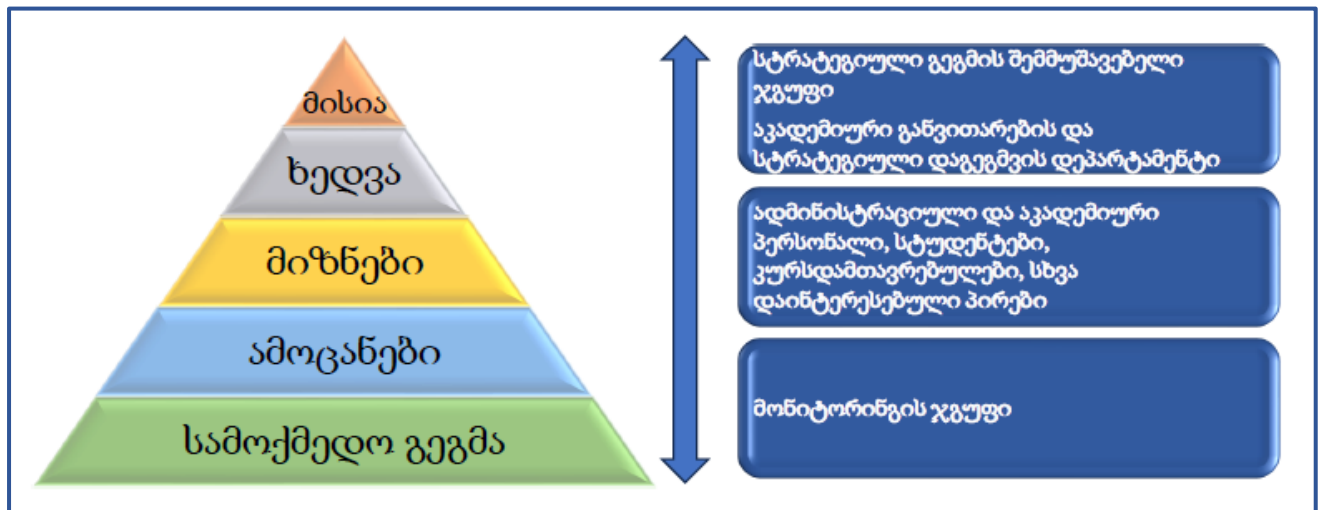 მისია
ხედვა
მიზნები
ამოცანები
სამოქმედო გეგმა
სტრატეგიული გეგმის შემმუშავებელი
ჯგუფი
აკადემიური განვითარების და
სტრატეგიული დაგეგმვის დეპარტამენტი
ადმინისტრაციული და აკადემიური
პერსონალი, სტუდენტები,
კურსდამთავრებულები, სხვა
დაინტერესებული პირები
მონიტორინგის ჯგუფი